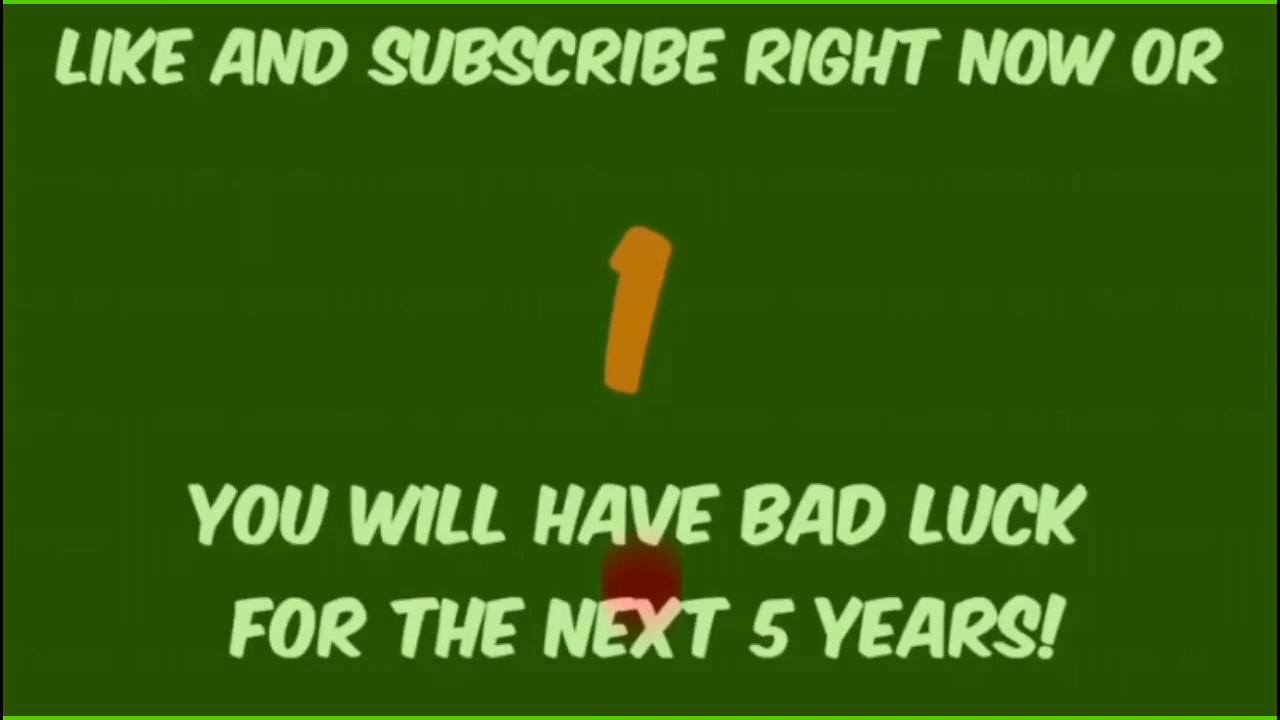 LIKE AND SUBSCRIBE RIGHT NOW OR
1
YOU WILL HAVE BAD LUCK
FOR THE NEXT 5 YEARS!